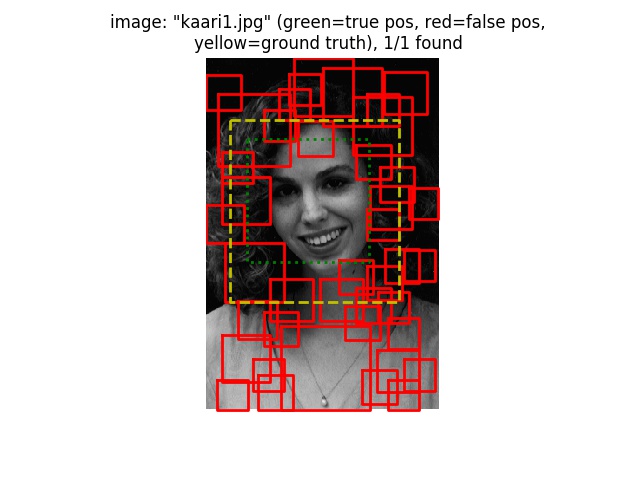 image: "kaari1.jpg" (green=true pos, red=false pos,
yellow=ground truth), 1/1 found